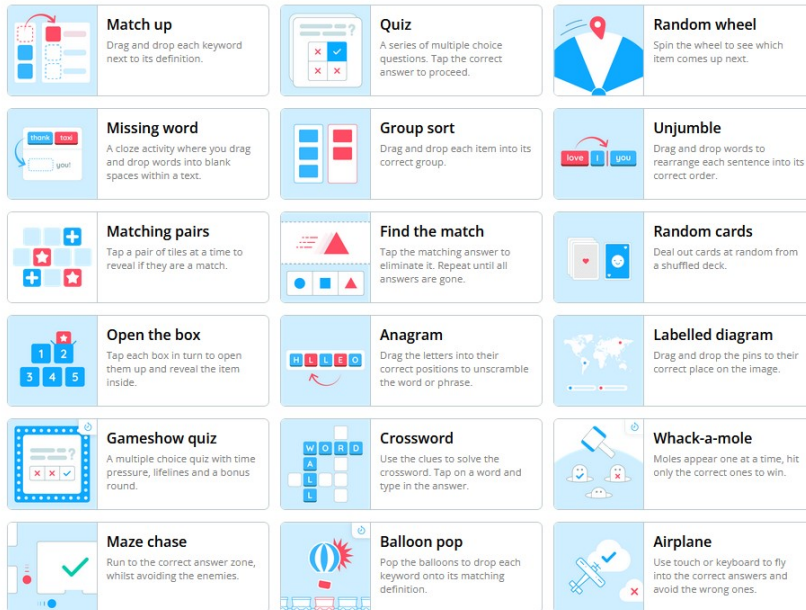 Match up
Drag and drop each keyword
next to its definition.
?
Quiz
A series of multiple choice
questions. Tap the correct
answer to proceed.
Random wheel
Spin the wheel to see which
item comes up next.
thank taxi
you!
Missing word
A cloze activity where you drag
and drop words into blank
spaces within a text.
Group sort
Drag and drop each item into its
correct group.
love I you
Unjumble
Drag and drop words to
rearrange each sentence into its
correct order.
Matching pairs
Tap a pair of tiles at a time to
reveal if they are a match.
Find the match
Tap the matching answer to
eliminate it. Repeat until all
answers are gone.
Random cards
Deal out cards at random from
a shuffled deck.
1 2
3 4 5
Open the box
Tap each box in turn to open
them up and reveal the item
inside.
H L L E O
Anagram
Drag the letters into their
correct positions to unscramble
the word or phrase.
Labelled diagram
Drag and drop the pins to their
correct place on the image.
?
Gameshow quiz
A multiple choice quiz with time
pressure, lifelines and a bonus
round.
W O R D
A
L
L
Crossword
Use the clues to solve the
crossword. Tap on a word and
type in the answer.
Whack-a-mole
Moles appear one at a time, hit
only the correct ones to win.
Maze chase
Run to the correct answer zone,
whilst avoiding the enemies.
Balloon pop
Pop the balloons to drop each
keyword onto its matching
definition.
Airplane
Use touch or keyboard to fly
into the correct answers and
avoid the wrong ones.